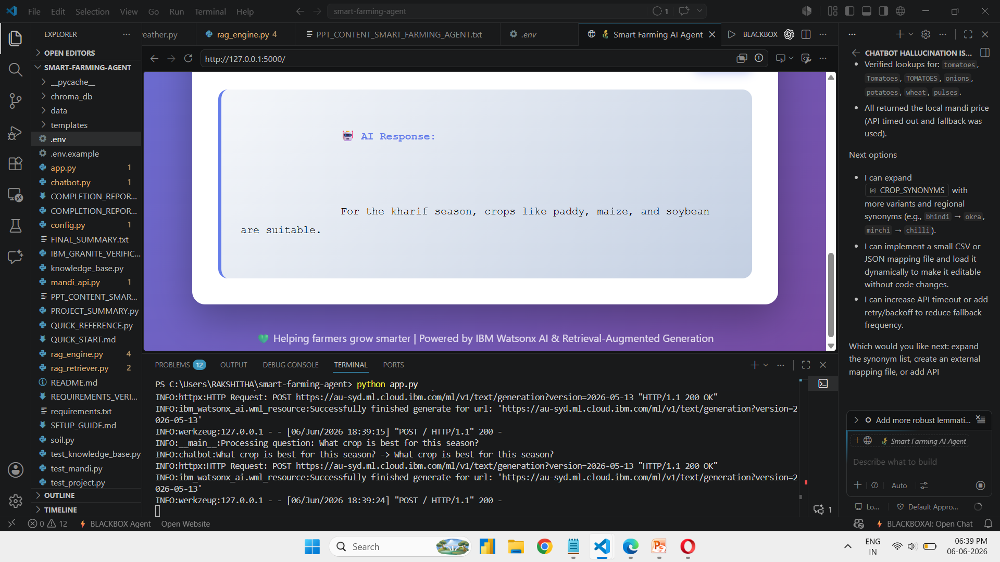 File Edit Selection View Go Run Terminal Help
smart-farming-agent
1
EXPLORER
OPEN EDITORS
SMART-FARMING-AGENT
__pycache__
chroma_db
data
templates
.env
.env.example
app.py 1
chatbot.py 1
COMPLETION_REPOR...
COMPLETION_REPOR...
config.py 1
FINAL_SUMMARY.txt
IBM_GRANITE_VERIFIC...
knowledge_base.py
mandi_api.py 1
PPT_CONTENT_SMAR...
PROJECT_SUMMARY.py
QUICK_REFERENCE.py
QUICK_START.md
rag_engine.py 4
rag_retriever.py 2
README.md
REQUIREMENTS_VERI...
requirements.txt
SETUP_GUIDE.md
soil.py
test_knowledge_base.py
test_mandi.py
test_project.py
OUTLINE
TIMELINE
eather.py
rag_engine.py 4
PPT_CONTENT_SMART_FARMING_AGENT.txt
.env
Smart Farming AI Agent
BLACKBOX
http://127.0.0.1:5000/
AI Response:
For the kharif season, crops like paddy, maize, and soybean
are suitable.
Helping farmers grow smarter | Powered by IBM Watsonx AI & Retrieval-Augmented Generation
PROBLEMS 12 OUTPUT DEBUG CONSOLE TERMINAL PORTS
PS C:\Users\RAKSHITHA\smart-farming-agent> python app.py
INFO:httpx:HTTP Request: POST https://au-syd.ml.cloud.ibm.com/ml/v1/text/generation?version=2026-05-13 "HTTP/1.1 200 OK"
INFO:ibm_watsonx_ai.wml_resource:Successfully finished generate for url: 'https://au-syd.ml.cloud.ibm.com/ml/v1/text/generation?version=2
026-05-13'
INFO:werkzeug:127.0.0.1 - - [06/Jun/2026 18:39:15] "POST / HTTP/1.1" 200 -
INFO:__main__:Processing question: What crop is best for this season?
INFO:chatbot:What crop is best for this season? -> What crop is best for this season?
INFO:httpx:HTTP Request: POST https://au-syd.ml.cloud.ibm.com/ml/v1/text/generation?version=2026-05-13 "HTTP/1.1 200 OK"
INFO:ibm_watsonx_ai.wml_resource:Successfully finished generate for url: 'https://au-syd.ml.cloud.ibm.com/ml/v1/text/generation?version=2
026-05-13'
INFO:werkzeug:127.0.0.1 - - [06/Jun/2026 18:39:24] "POST / HTTP/1.1" 200 -
1
CHATBOT HALLUCINATION IS...
Verified lookups for: tomatoes,
Tomatoes, TOMATOES, onions,
potatoes, wheat, pulses.
All returned the local mandi price
(API timed out and fallback was
used).
Next options
I can expand
CROP_SYNONYMS with
more variants and regional
synonyms (e.g., bhindi → okra,
mirchi → chilli).
I can implement a small CSV or
JSON mapping file and load it
dynamically to make it editable
without code changes.
I can increase API timeout or add
retry/backoff to reduce fallback
frequency.
Which would you like next: expand
the synonym list, create an external
mapping file, or add API
Add more robust lemmati...
Smart Farming AI Agent
Describe what to build
Auto
Lo... Default Appro...
0 12 BLACKBOX Agent Open Website
BLACKBOXAI: Open Chat
Search
ENG
IN
06:39 PM
06-06-2026